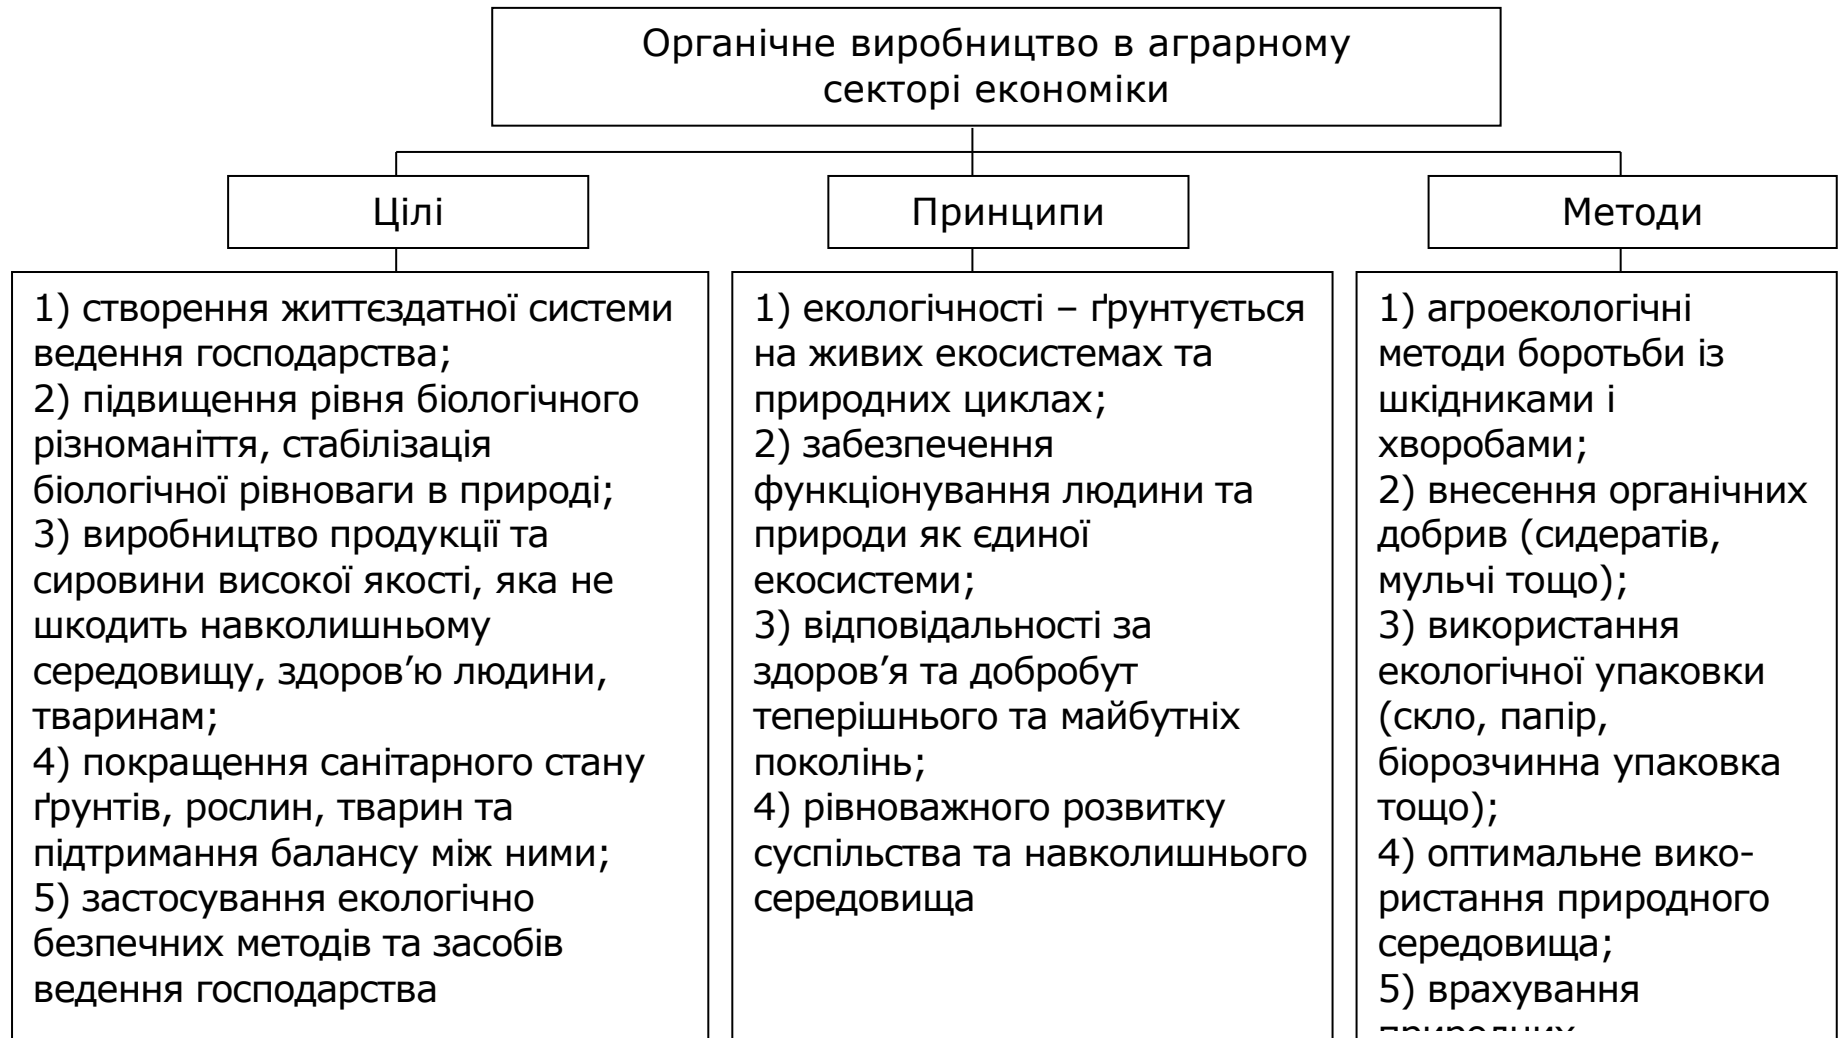 Органічне виробництво в аграрному
секторі економіки
Цілі
Принципи
Методи
1) створення життєздатної системи
ведення господарства;
2) підвищення рівня біологічного
різноманіття, стабілізація
біологічної рівноваги в природі;
3) виробництво продукції та
сировини високої якості, яка не
шкодить навколишньому
середовищу, здоров’ю людини,
тваринам;
4) покращення санітарного стану
ґрунтів, рослин, тварин та
підтримання балансу між ними;
5) застосування екологічно
безпечних методів та засобів
ведення господарства
1) екологічності – ґрунтується
на живих екосистемах та
природних циклах;
2) забезпечення
функціонування людини та
природи як єдиної
екосистеми;
3) відповідальності за
здоров’я та добробут
теперішнього та майбутніх
поколінь;
4) рівноважного розвитку
суспільства та навколишнього
середовища
1) агроекологічні
методи боротьби із
шкідниками і
хворобами;
2) внесення органічних
добрив (сидератів,
мульчі тощо);
3) використання
екологічної упаковки
(скло, папір,
біорозчинна упаковка
тощо);
4) оптимальне вико-
ристання природного
середовища;
5) врахування